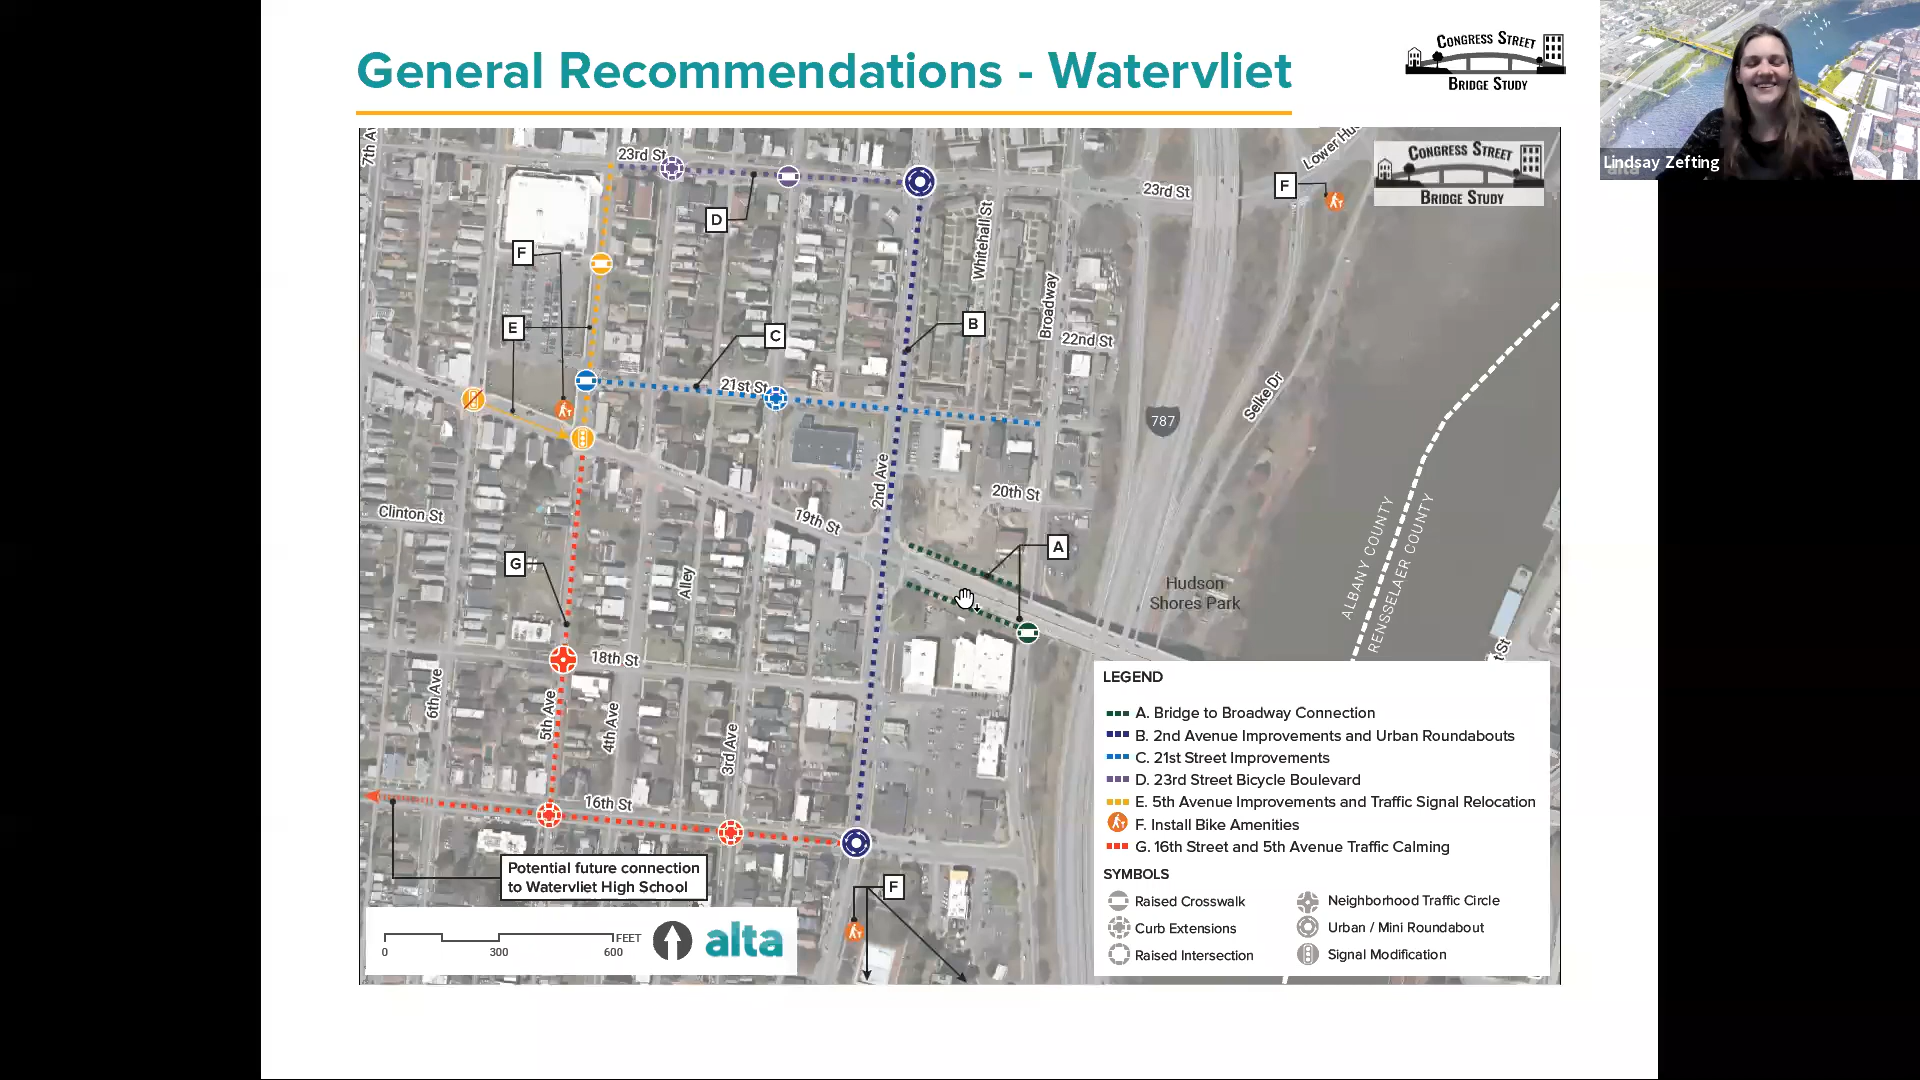 General Recommendations - Watervliet
CONGRESS STREET
BRIDGE STUDY
Lindsay Zefting
alta
7th Av
23rd St
23rd St
Lower Hu
CONGRESS STREET
BRIDGE STUDY
F
D
F
Whitehall St
E
C
B
Broadway
22nd St
21st St
Selke Dr
787
2nd Ave
20th St
Clinton St
19th St
A
G
Alley
Hudson
Shores Park
ALBANY COUNTY
RENSSELAER COUNTY
t St
18th St
6th Ave
5th Ave
4th Ave
3rd Ave
16th St
Potential future connection
to Watervliet High School
F
FEET
0 300 600
alta
LEGEND
A. Bridge to Broadway Connection
B. 2nd Avenue Improvements and Urban Roundabouts
C. 21st Street Improvements
D. 23rd Street Bicycle Boulevard
E. 5th Avenue Improvements and Traffic Signal Relocation
F. Install Bike Amenities
G. 16th Street and 5th Avenue Traffic Calming
SYMBOLS
Raised Crosswalk
Neighborhood Traffic Circle
Curb Extensions
Urban / Mini Roundabout
Raised Intersection
Signal Modification